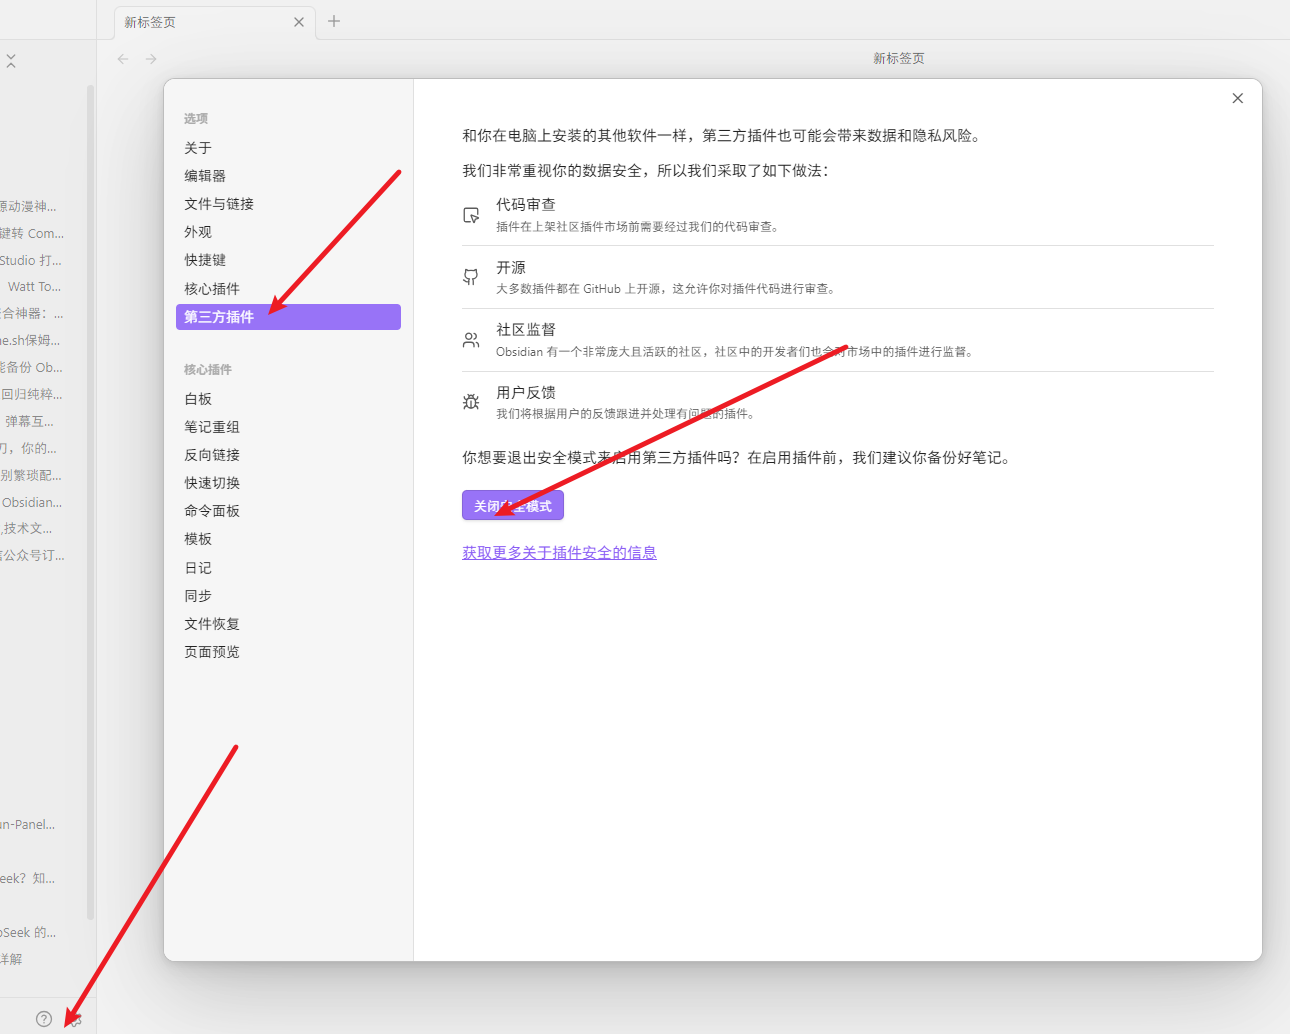 新标签页
新标签页
源动漫神...
键转 Com...
Studio 打...
Watt To...
合神器：...
ne.sh保姆...
能备份 Ob...
回归纯粹...
弹幕互...
刀，你的...
别繁琐配...
Obsidian...
,技术文...
信公众号订...
un-Panel...
eek？知...
oSeek 的...
详解
选项
关于
编辑器
文件与链接
外观
快捷键
核心插件
第三方插件
核心插件
白板
笔记重组
反向链接
快速切换
命令面板
模板
日记
同步
文件恢复
页面预览
和你在电脑上安装的其他软件一样，第三方插件也可能会带来数据和隐私风险。
我们非常重视你的数据安全，所以我们采取了如下做法：
代码审查
插件在上架社区插件市场前需要经过我们的代码审查。
开源
大多数插件都在 GitHub 上开源，这允许你对插件代码进行审查。
社区监督
Obsidian 有一个非常庞大且活跃的社区，社区中的开发者们也会对市场中的插件进行监督。
用户反馈
我们将根据用户的反馈跟进并处理有问题的插件。
你想要退出安全模式来启用第三方插件吗？在启用插件前，我们建议你备份好笔记。
关闭安全模式
获取更多关于插件安全的信息